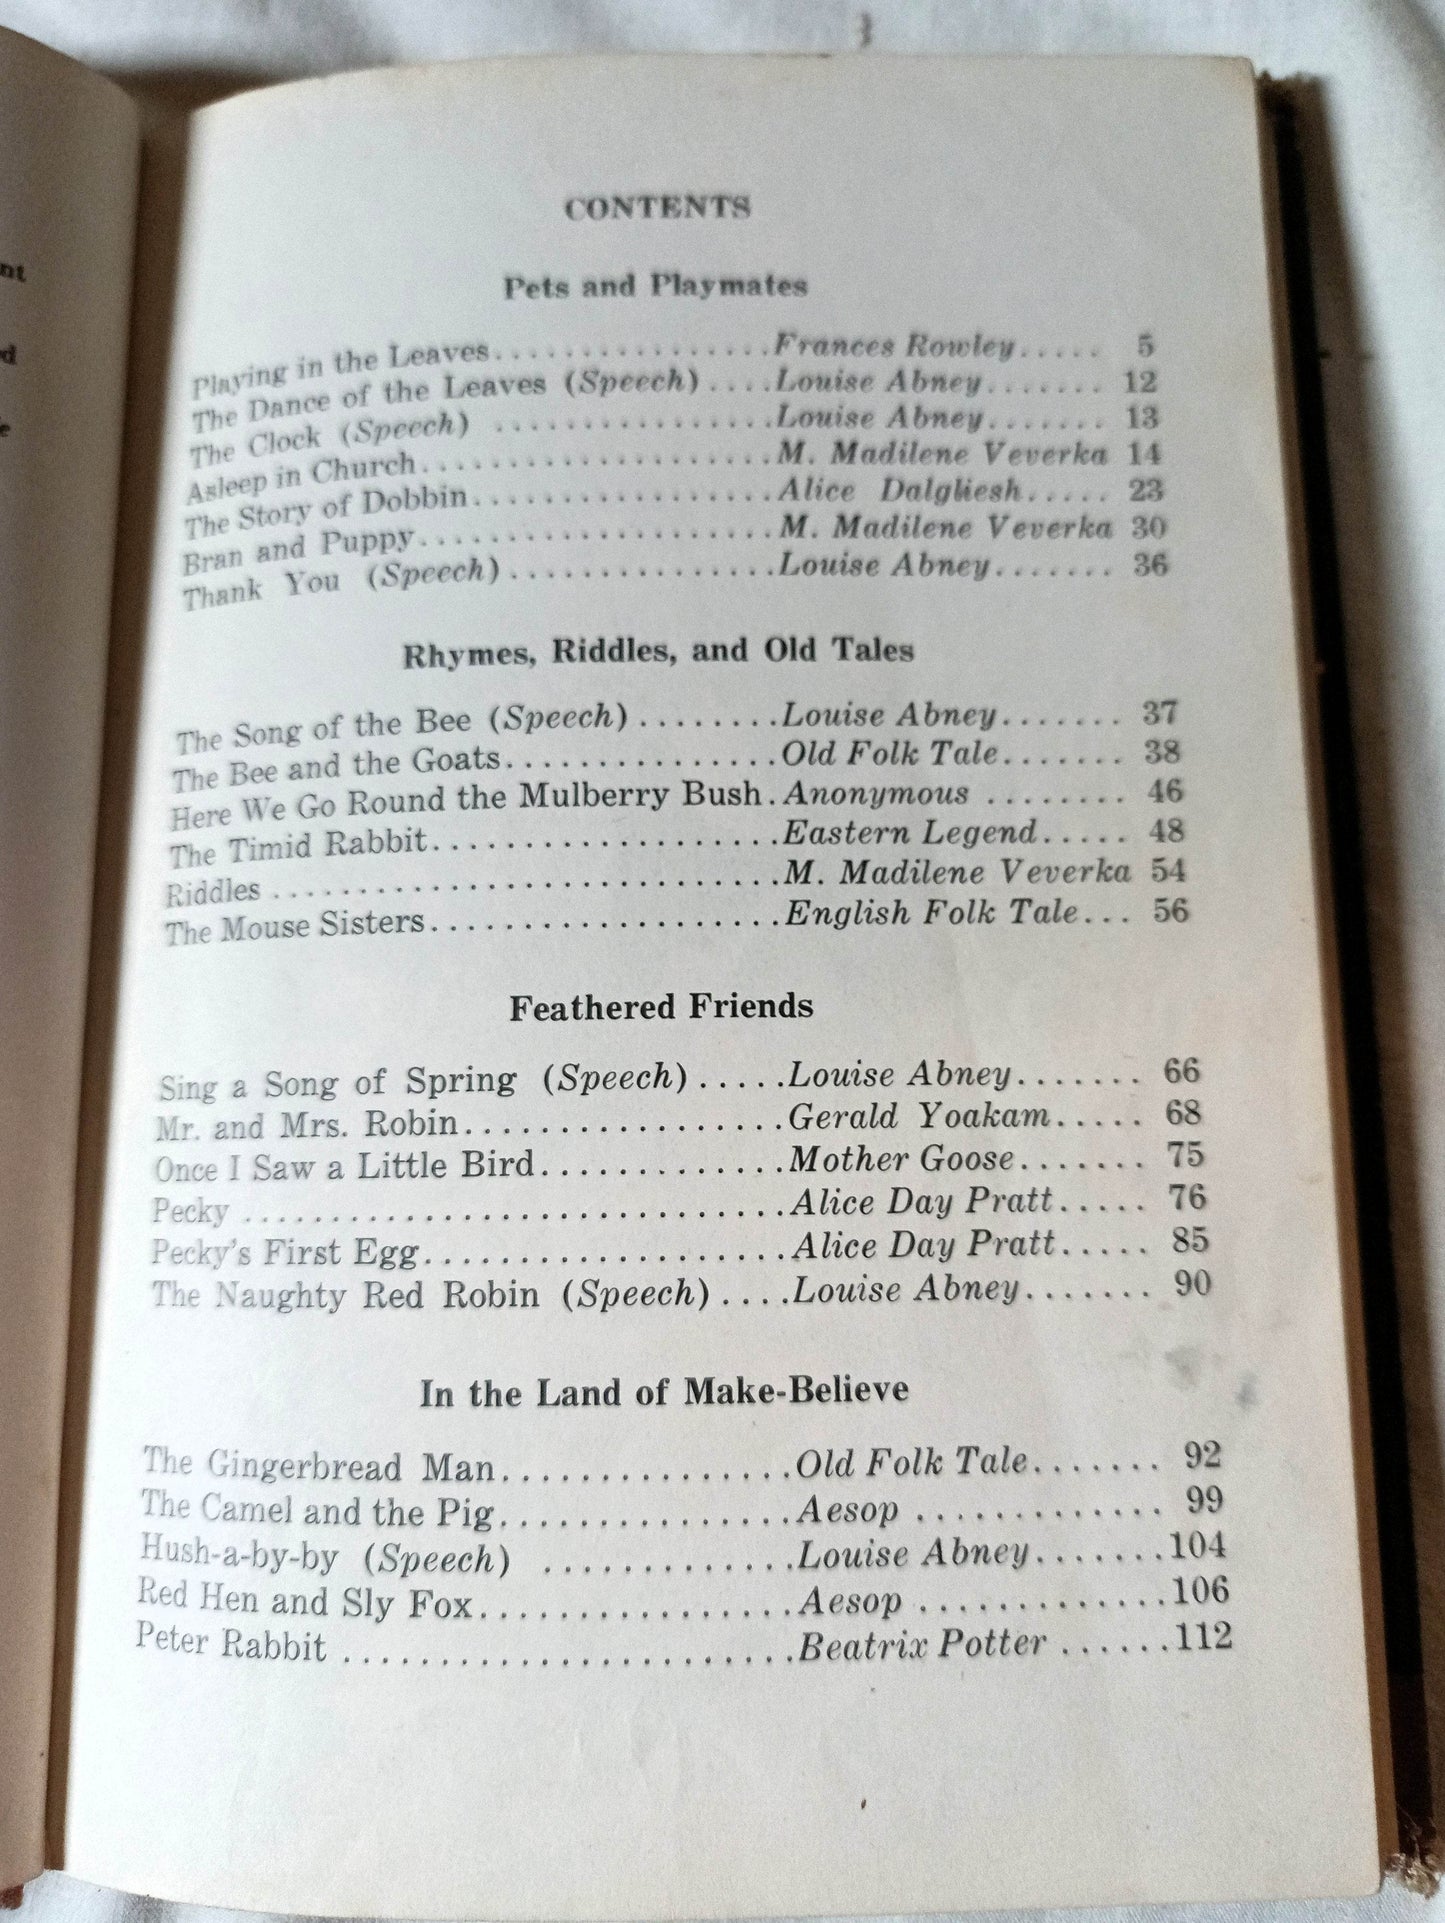 nt
CONTENTS
Pets and Playmates
Playing in the Leaves................Frances Rowley..... 5
The Dance of the Leaves (Speech)....Louise Abney....... 12
The Clock (Speech) ................Louise Abney....... 13
Asleep in Church....................M. Madilene Veverka 14
The Story of Dobbin.................Alice Dalgliesh..... 23
Bran and Puppy....................M. Madilene Veverka 30
Thank You (Speech)...............Louise Abney....... 36
Rhymes, Riddles, and Old Tales
The Song of the Bee (Speech)........Louise Abney....... 37
The Bee and the Goats...............Old Folk Tale....... 38
Here We Go Round the Mulberry Bush.Anonymous ........ 46
The Timid Rabbit...................Eastern Legend..... 48
Riddles ............................M. Madilene Veverka 54
The Mouse Sisters...................English Folk Tale... 56
Feathered Friends
Sing a Song of Spring (Speech).....Louise Abney....... 66
Mr. and Mrs. Robin..................Gerald Yoakam..... 68
Once I Saw a Little Bird..............Mother Goose....... 75
Pecky ..............................Alice Day Pratt..... 76
Pecky's First Egg....................Alice Day Pratt..... 85
The Naughty Red Robin (Speech)....Louise Abney....... 90
In the Land of Make-Believe
The Gingerbread Man................Old Folk Tale....... 92
The Camel and the Pig................Aesop ............. 99
Hush-a-by-by (Speech) .............Louise Abney.......104
Red Hen and Sly Fox.................Aesop .............106
Peter Rabbit ........................Beatrix Potter ......112